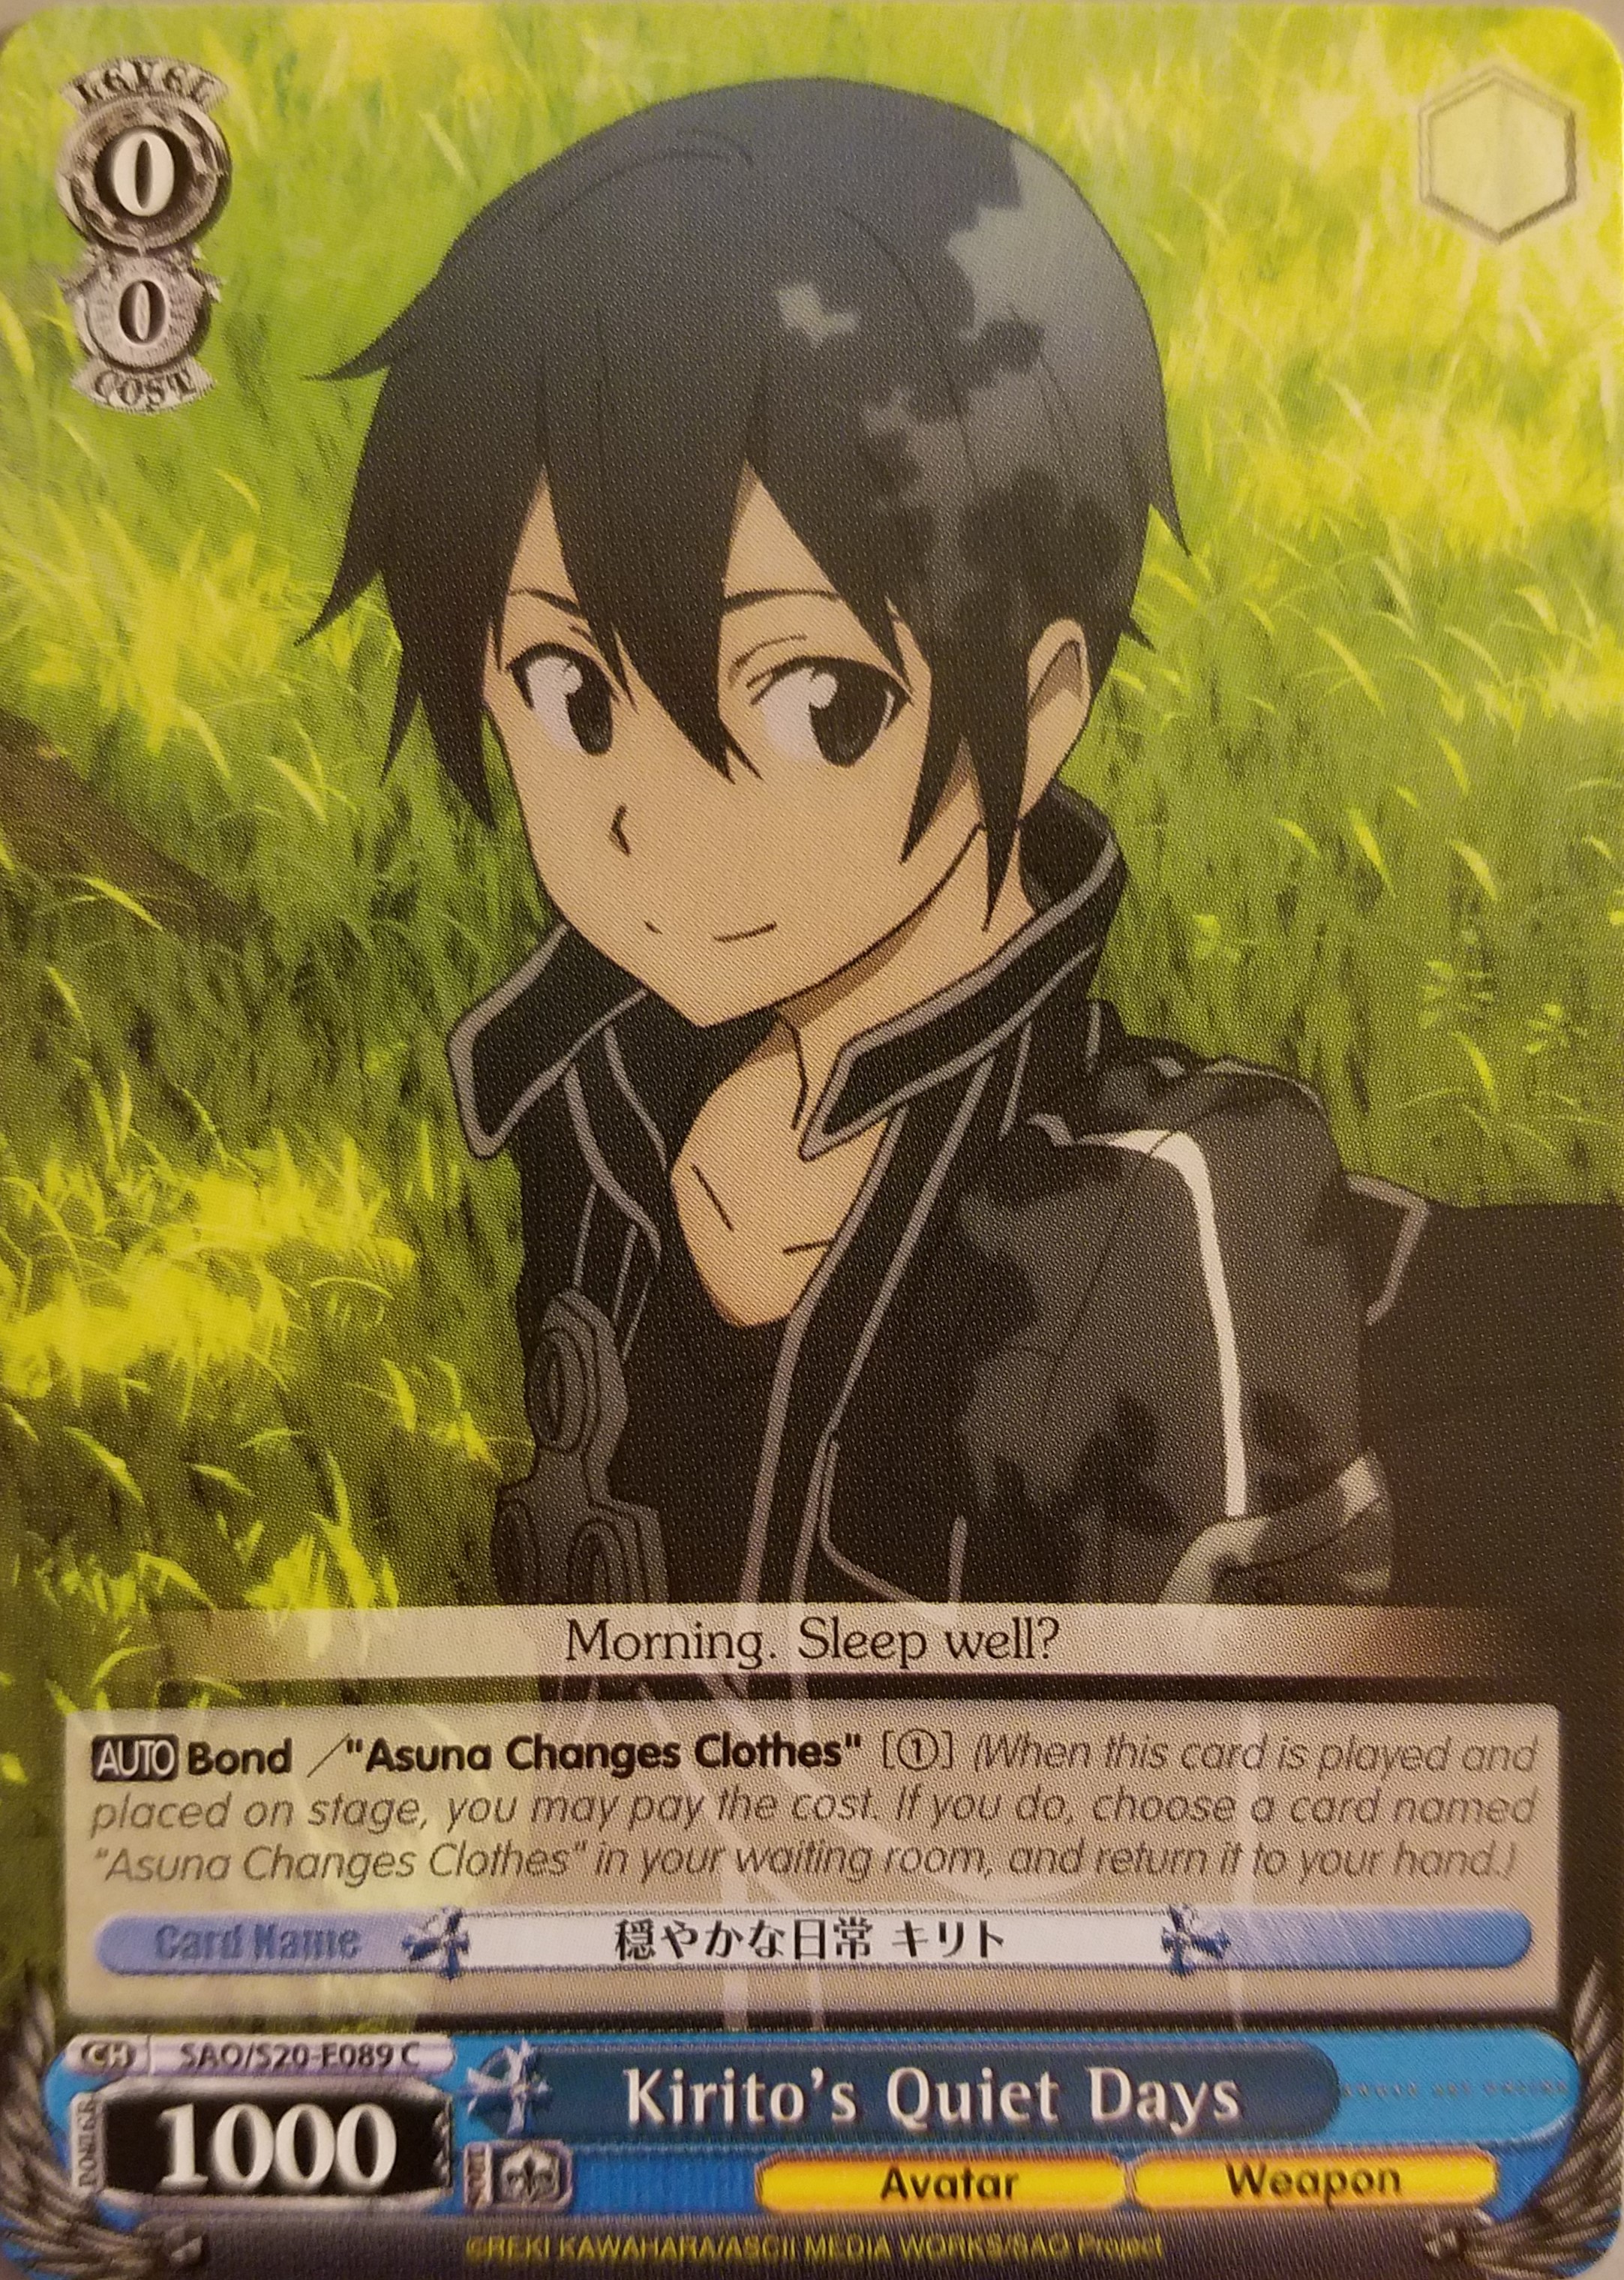 LEVEL
0
0
COST
Morning. Sleep well?
AUTO Bond ／"Asuna Changes Clothes" [①] (When this card is played and
placed on stage, you may pay the cost. If you do, choose a card named
"Asuna Changes Clothes" in your waiting room, and return it to your hand.)
Card Name 穏やかな日常 キリト
CH SAO/S20-E089 C
Kirito's Quiet Days
SWORD ART ONLINE
POWER
1000
Avatar Weapon
©REKI KAWAHARA/ASCII MEDIA WORKS/SAO Project